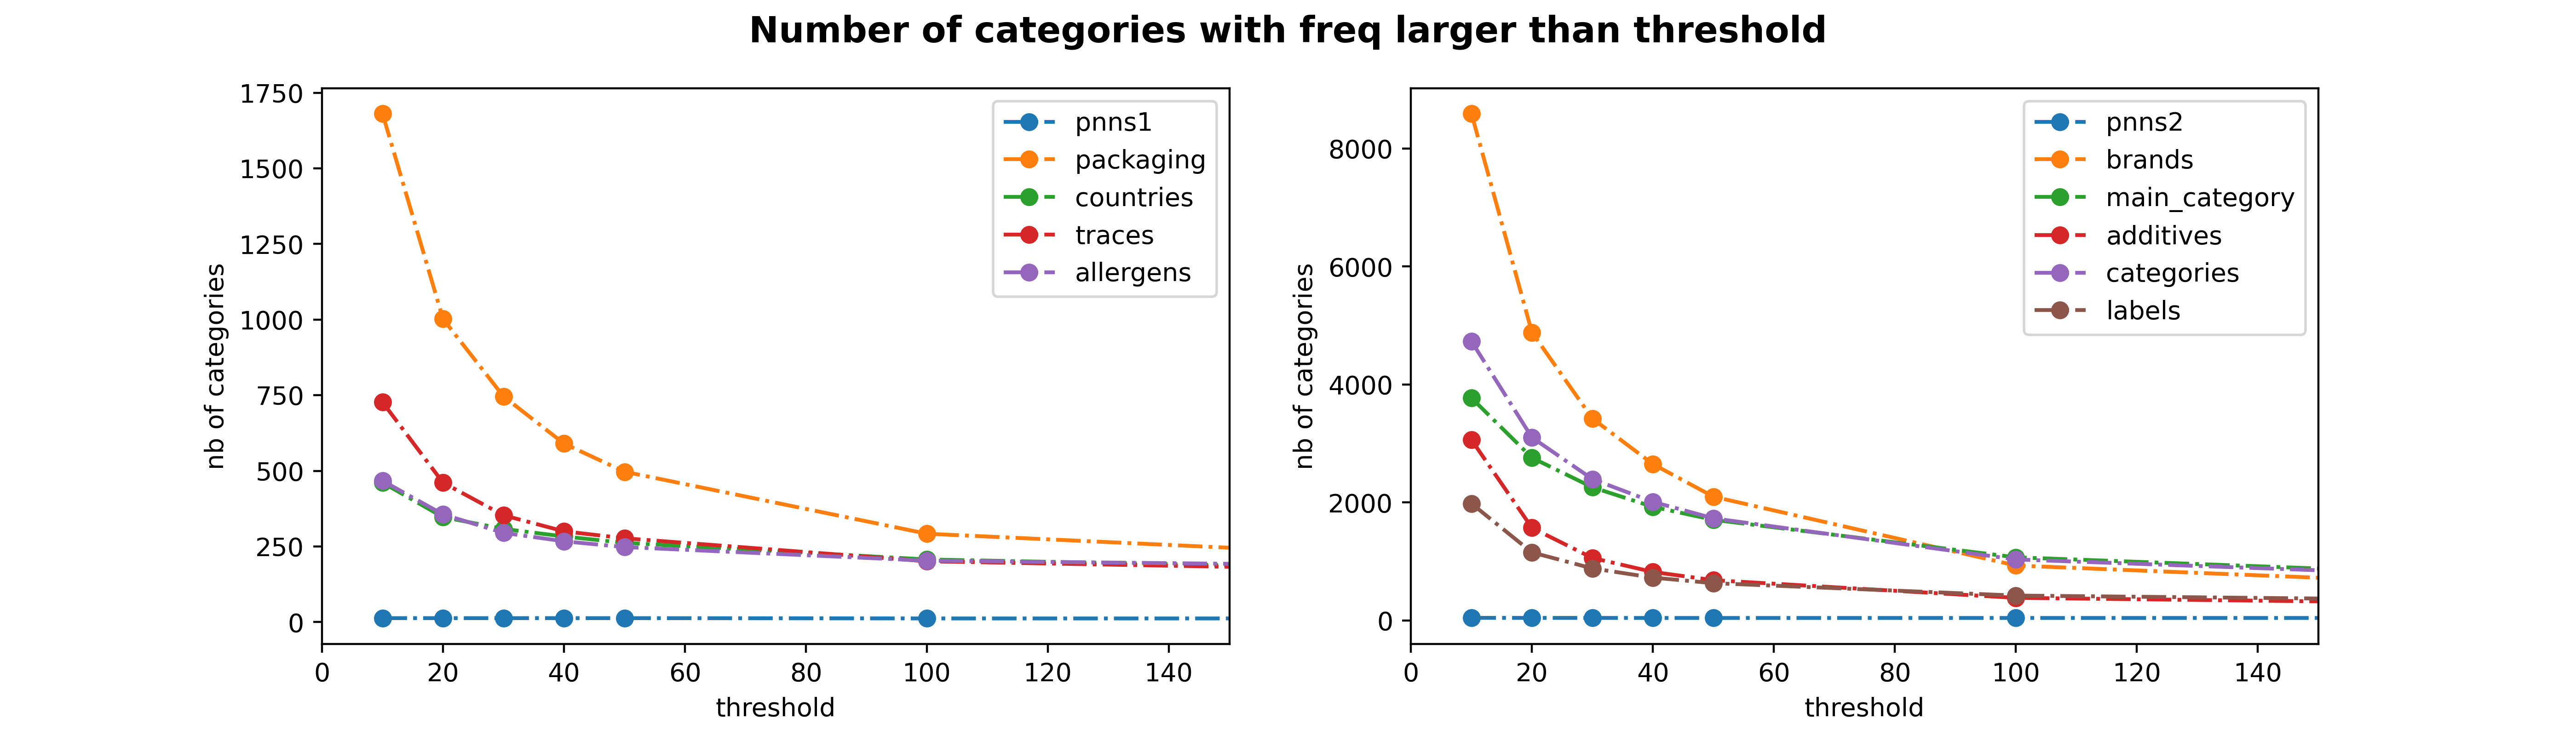 Number of categories with freq larger than threshold
nb of categories
1750
1500
1250
1000
750
500
250
0
0 20 40 60 80 100 120 140
threshold
pnns1
packaging
countries
traces
allergens
nb of categories
8000
6000
4000
2000
0
0 20 40 60 80 100 120 140
threshold
pnns2
brands
main_category
additives
categories
labels